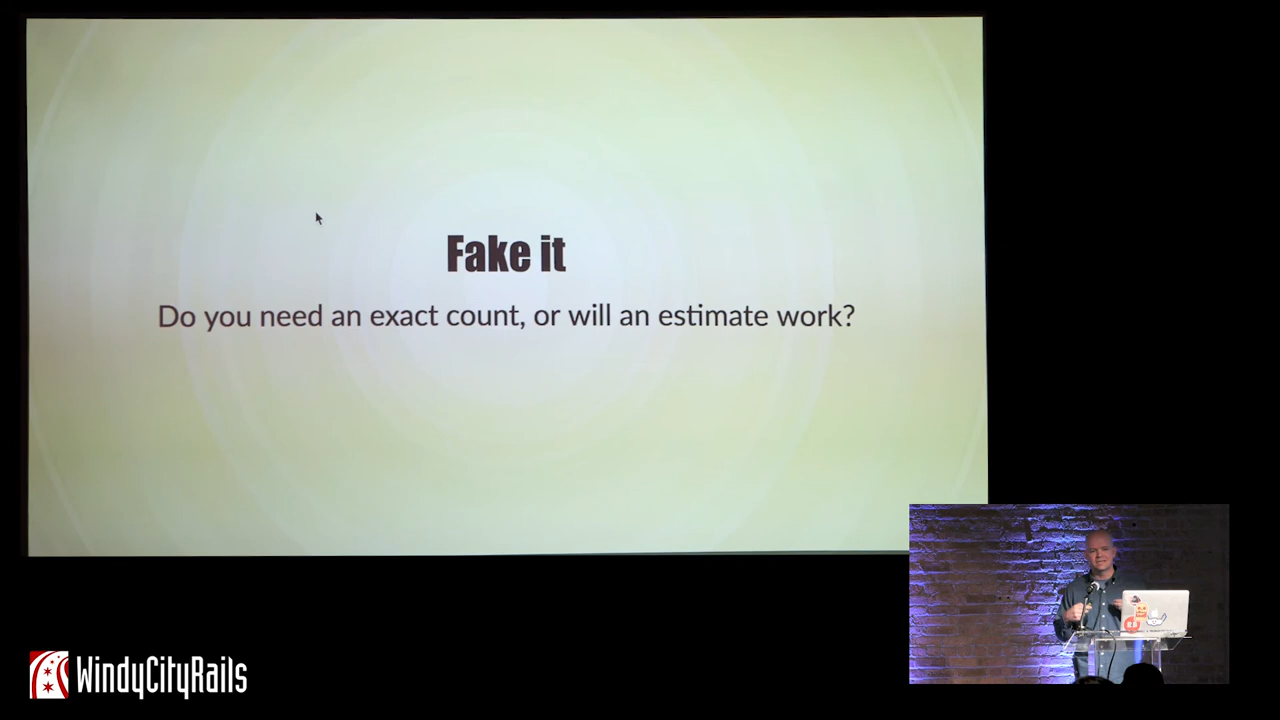 Fake it
Do you need an exact count, or will an estimate work?
WindyCityRails